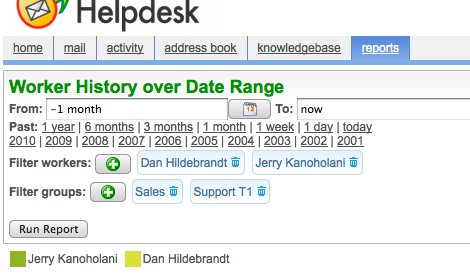 Helpdesk
home mail activity address book knowledgebase reports
Worker History over Date Range
From: -1 month 12 To: now
Past: 1 year | 6 months | 3 months | 1 month | 1 week | 1 day | today
2010 | 2009 | 2008 | 2007 | 2006 | 2005 | 2004 | 2003 | 2002 | 2001
Filter workers: Dan Hildebrandt Jerry Kanoholani
Filter groups: Sales Support T1
Run Report
Jerry Kanoholani Dan Hildebrandt